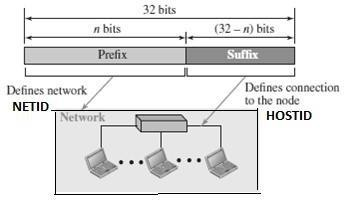 32 bits
n bits
(32 – n) bits
Prefix
Suffix
Defines network
NETID
Defines connection
to the node
HOSTID
Network